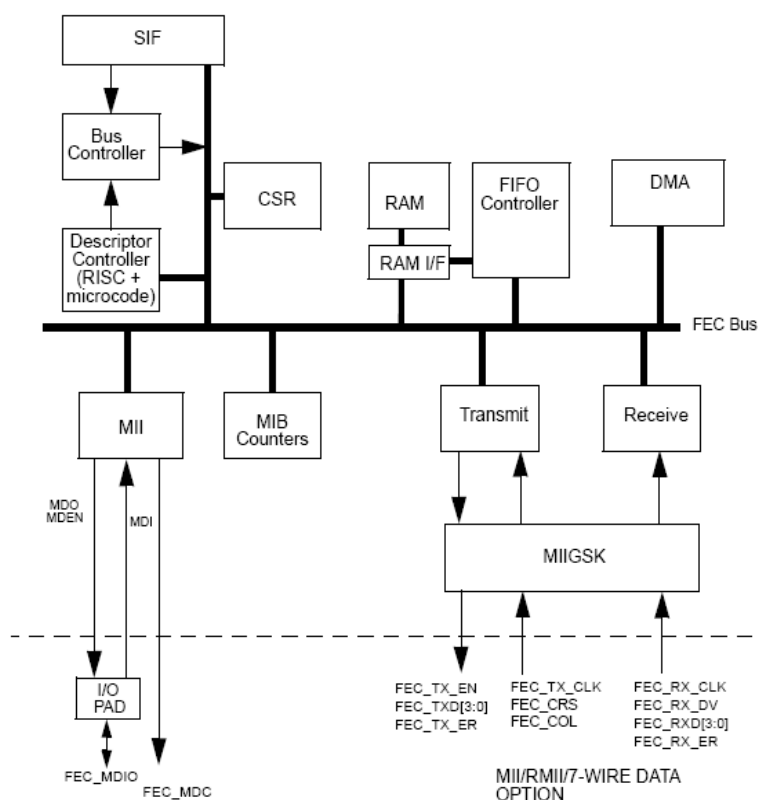 SIF
Bus
Controller
CSR
RAM
FIFO
Controller
DMA
Descriptor
Controller
(RISC +
microcode)
RAM I/F
FEC Bus
MII
MIB
Counters
Transmit
Receive
MDO
MDEN
MDI
MIIGSK
I/O
PAD
FEC_TX_EN
FEC_TXD[3:0]
FEC_TX_ER
FEC_TX_CLK
FEC_CRS
FEC_COL
FEC_RX_CLK
FEC_RX_DV
FEC_RXD[3:0]
FEC_RX_ER
FEC_MDIO
FEC_MDC
MII/RMII/7-WIRE DATA
OPTION